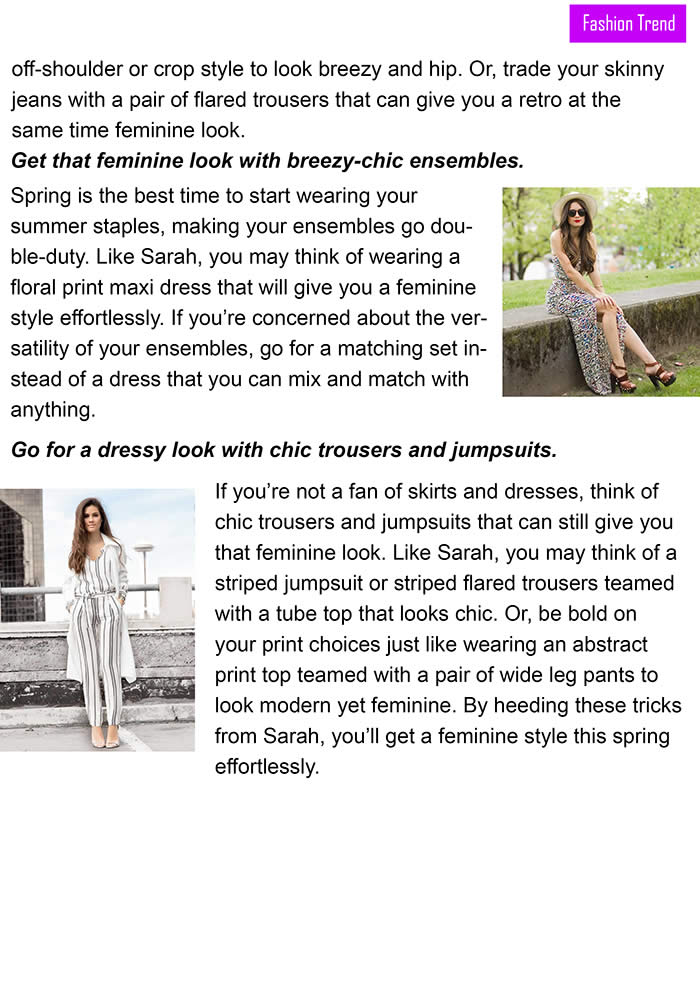 Fashion Trend
off-shoulder or crop style to look breezy and hip. Or, trade your skinny
jeans with a pair of flared trousers that can give you a retro at the
same time feminine look.
Get that feminine look with breezy-chic ensembles.
Spring is the best time to start wearing your
summer staples, making your ensembles go dou-
ble-duty. Like Sarah, you may think of wearing a
floral print maxi dress that will give you a feminine
style effortlessly. If you’re concerned about the ver-
satility of your ensembles, go for a matching set in-
stead of a dress that you can mix and match with
anything.
Go for a dressy look with chic trousers and jumpsuits.
If you’re not a fan of skirts and dresses, think of
chic trousers and jumpsuits that can still give you
that feminine look. Like Sarah, you may think of a
striped jumpsuit or striped flared trousers teamed
with a tube top that looks chic. Or, be bold on
your print choices just like wearing an abstract
print top teamed with a pair of wide leg pants to
look modern yet feminine. By heeding these tricks
from Sarah, you’ll get a feminine style this spring
effortlessly.